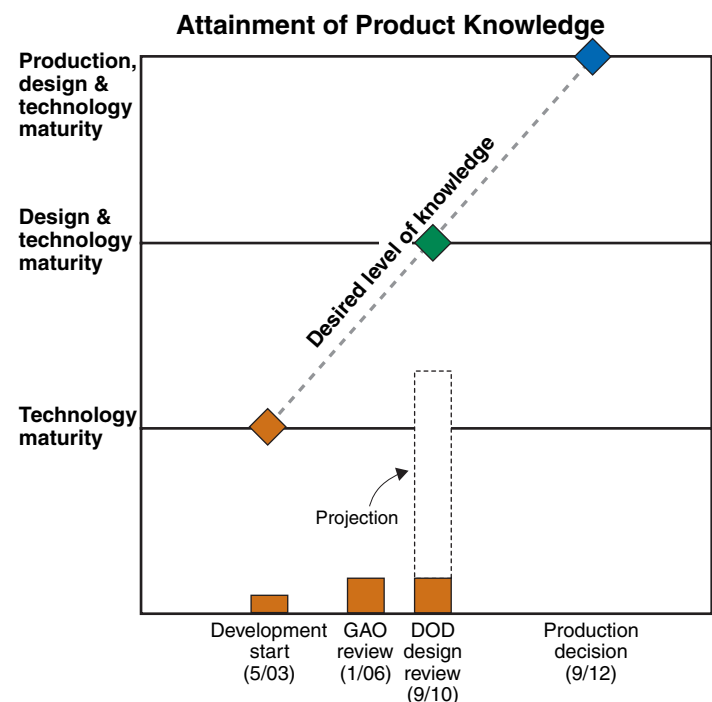 Attainment of Product Knowledge
Production,
design &
technology
maturity
Design &
technology
maturity
Technology
maturity
Desired level of knowledge
Projection
Development
start
(5/03)
GAO
review
(1/06)
DOD
design
review
(9/10)
Production
decision
(9/12)